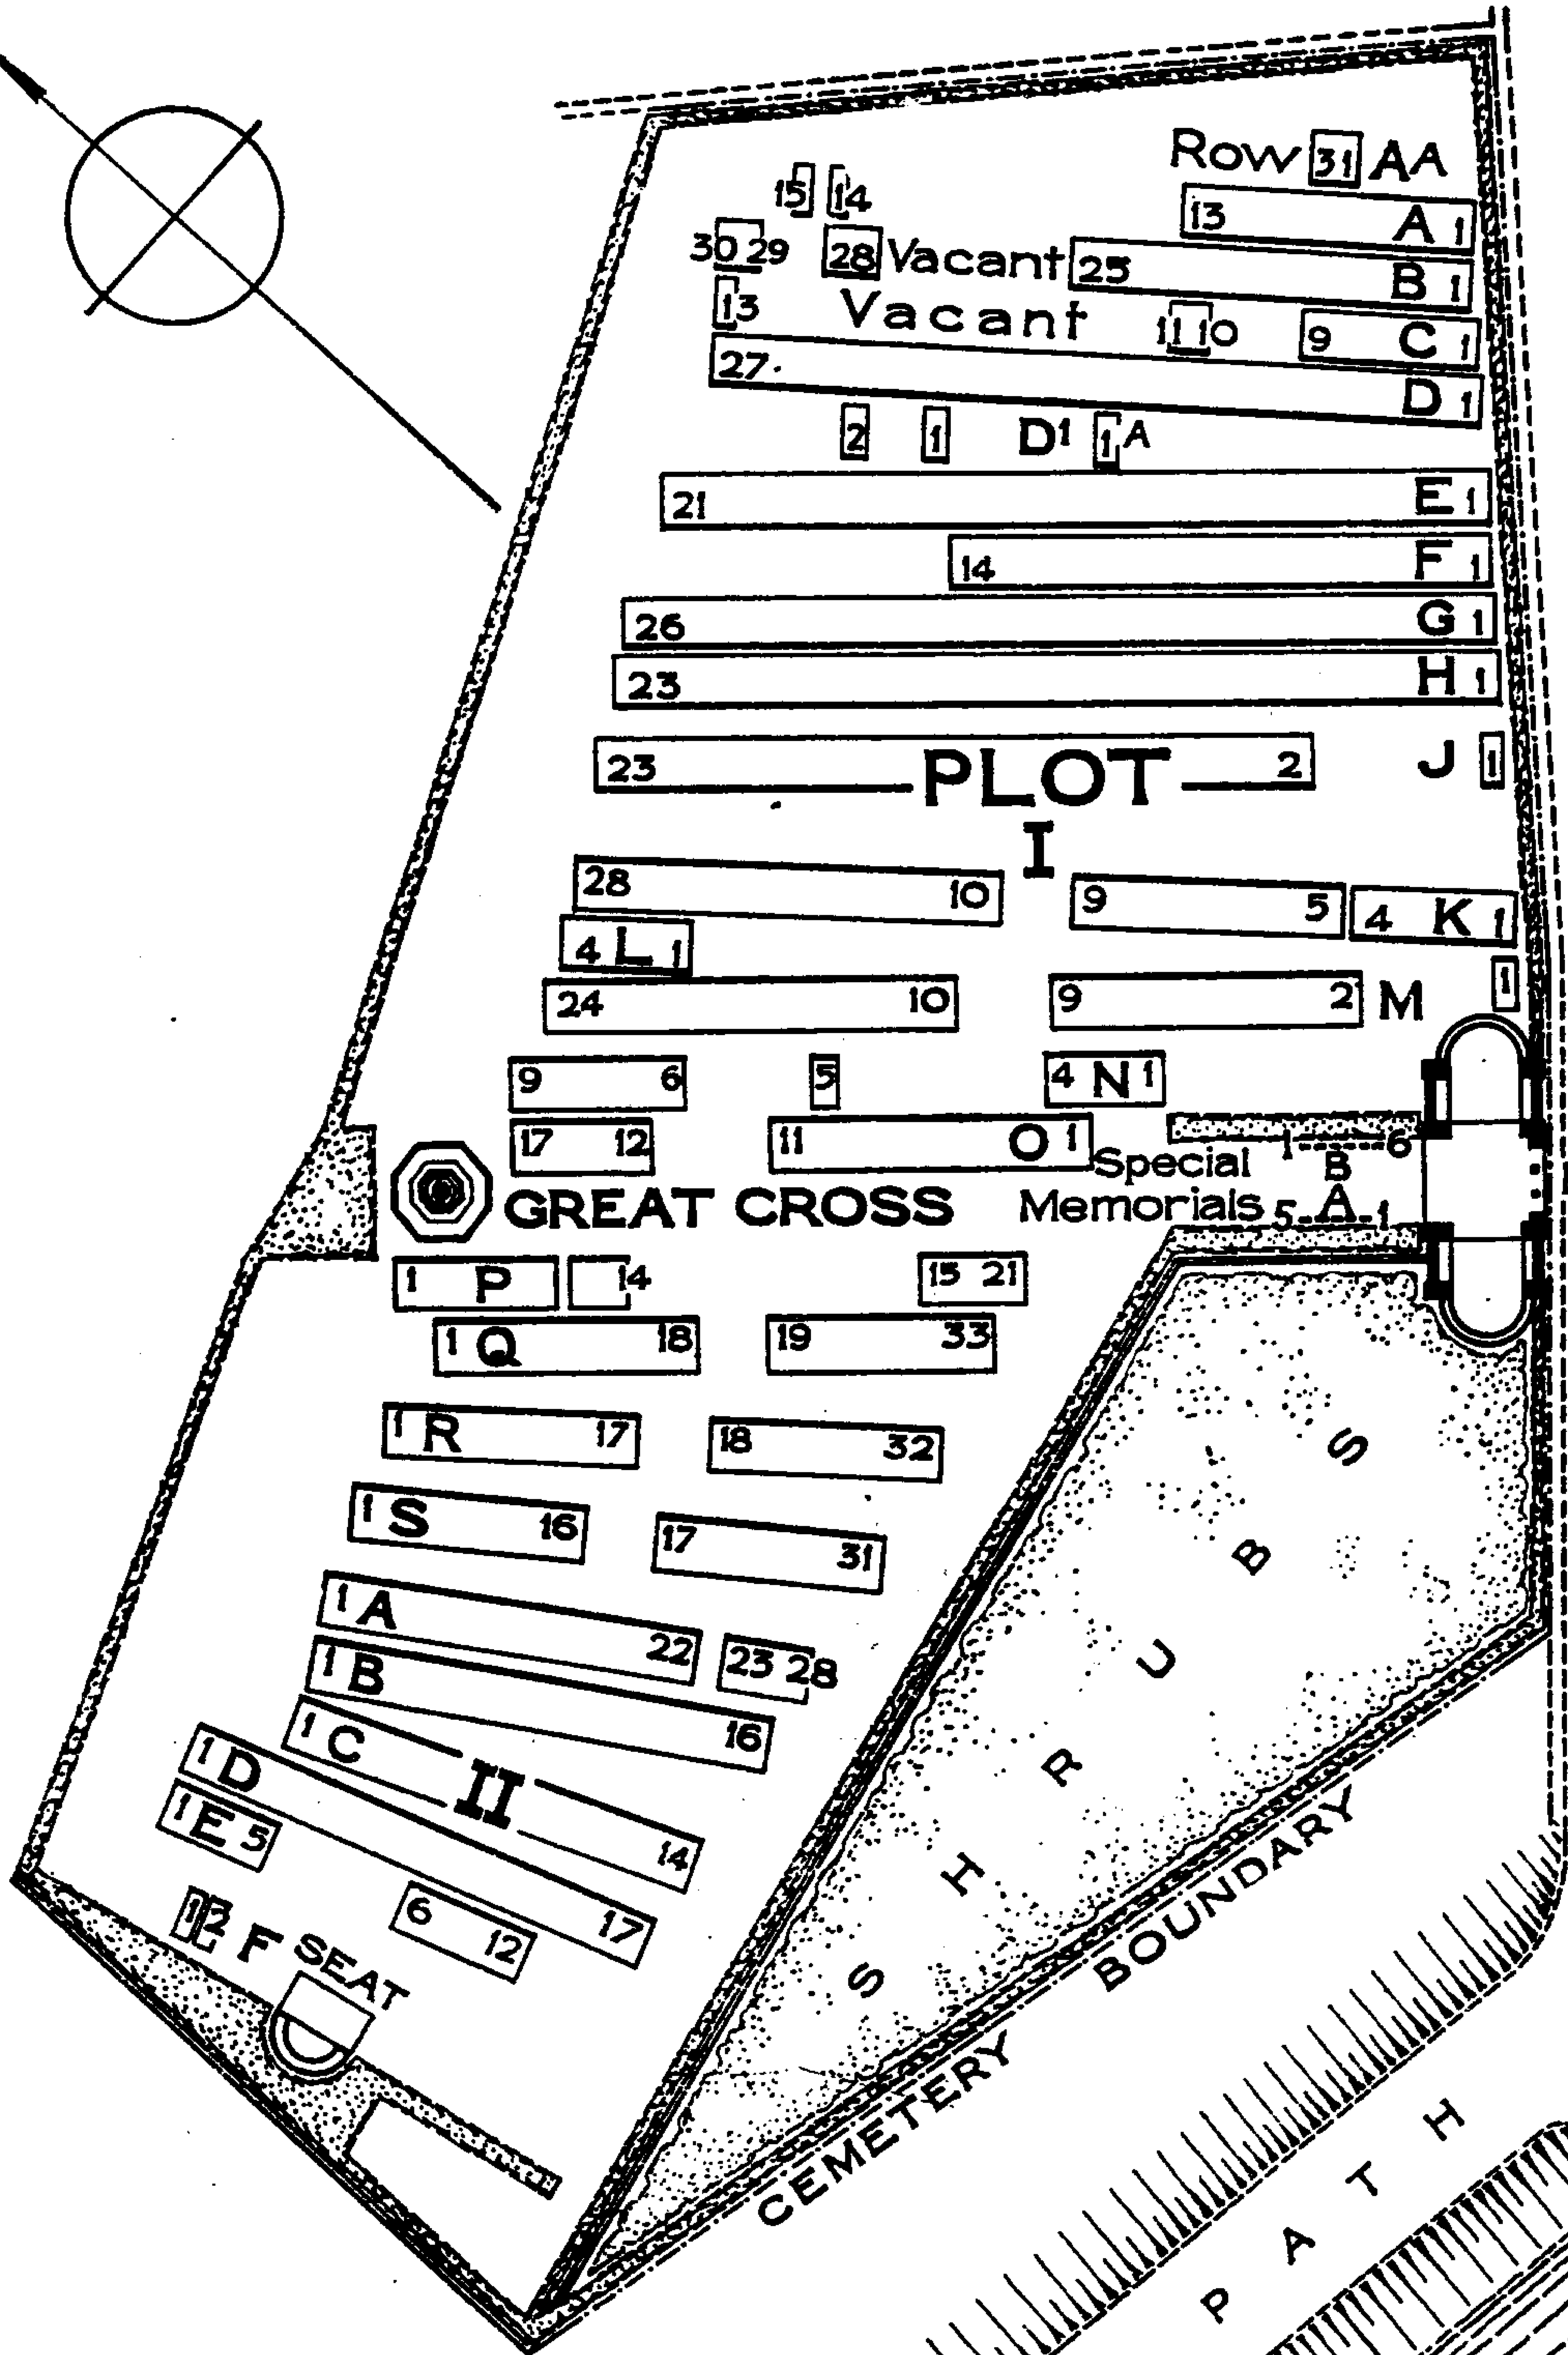 Row 31 AA
15 14
13 A 1
30 29 28 Vacant 25 B 1
13 Vacant 11 10 9 C 1
27. D 1
2 1 D1 1 A
21 E 1
14 F 1
26 G 1
23 H 1
23 PLOT 2 J 1
I
28 10 9 5 4 K 1
4 L 1
24 10 9 2 M 1
9 6 5 4 N 1
17 12 11 O 1
1 6
Special B
GREAT CROSS Memorials 5 A 1
1 P 14 15 21
1 Q 18 19 33
1 R 17 18 32
1 S 16 17 31
1 A 22 23 28
1 B 16
1 C II 14
1 D 17
1 E 5 6 12
1 2 F
SEAT
SHRUBS
CEMETERY BOUNDARY
PATH